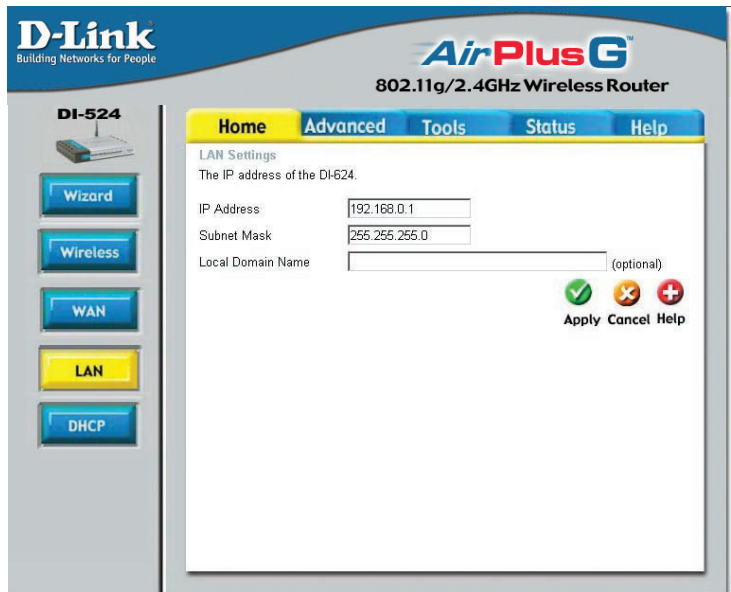 D-Link
Building Networks for People
AirPlusG™
802.11g/2.4GHz Wireless Router
DI-524
Home Advanced Tools Status Help
LAN Settings
The IP address of the DI-624.
IP Address 192.168.0.1
Subnet Mask 255.255.255.0
Local Domain Name (optional)
Apply Cancel Help
Wizard
Wireless
WAN
LAN
DHCP